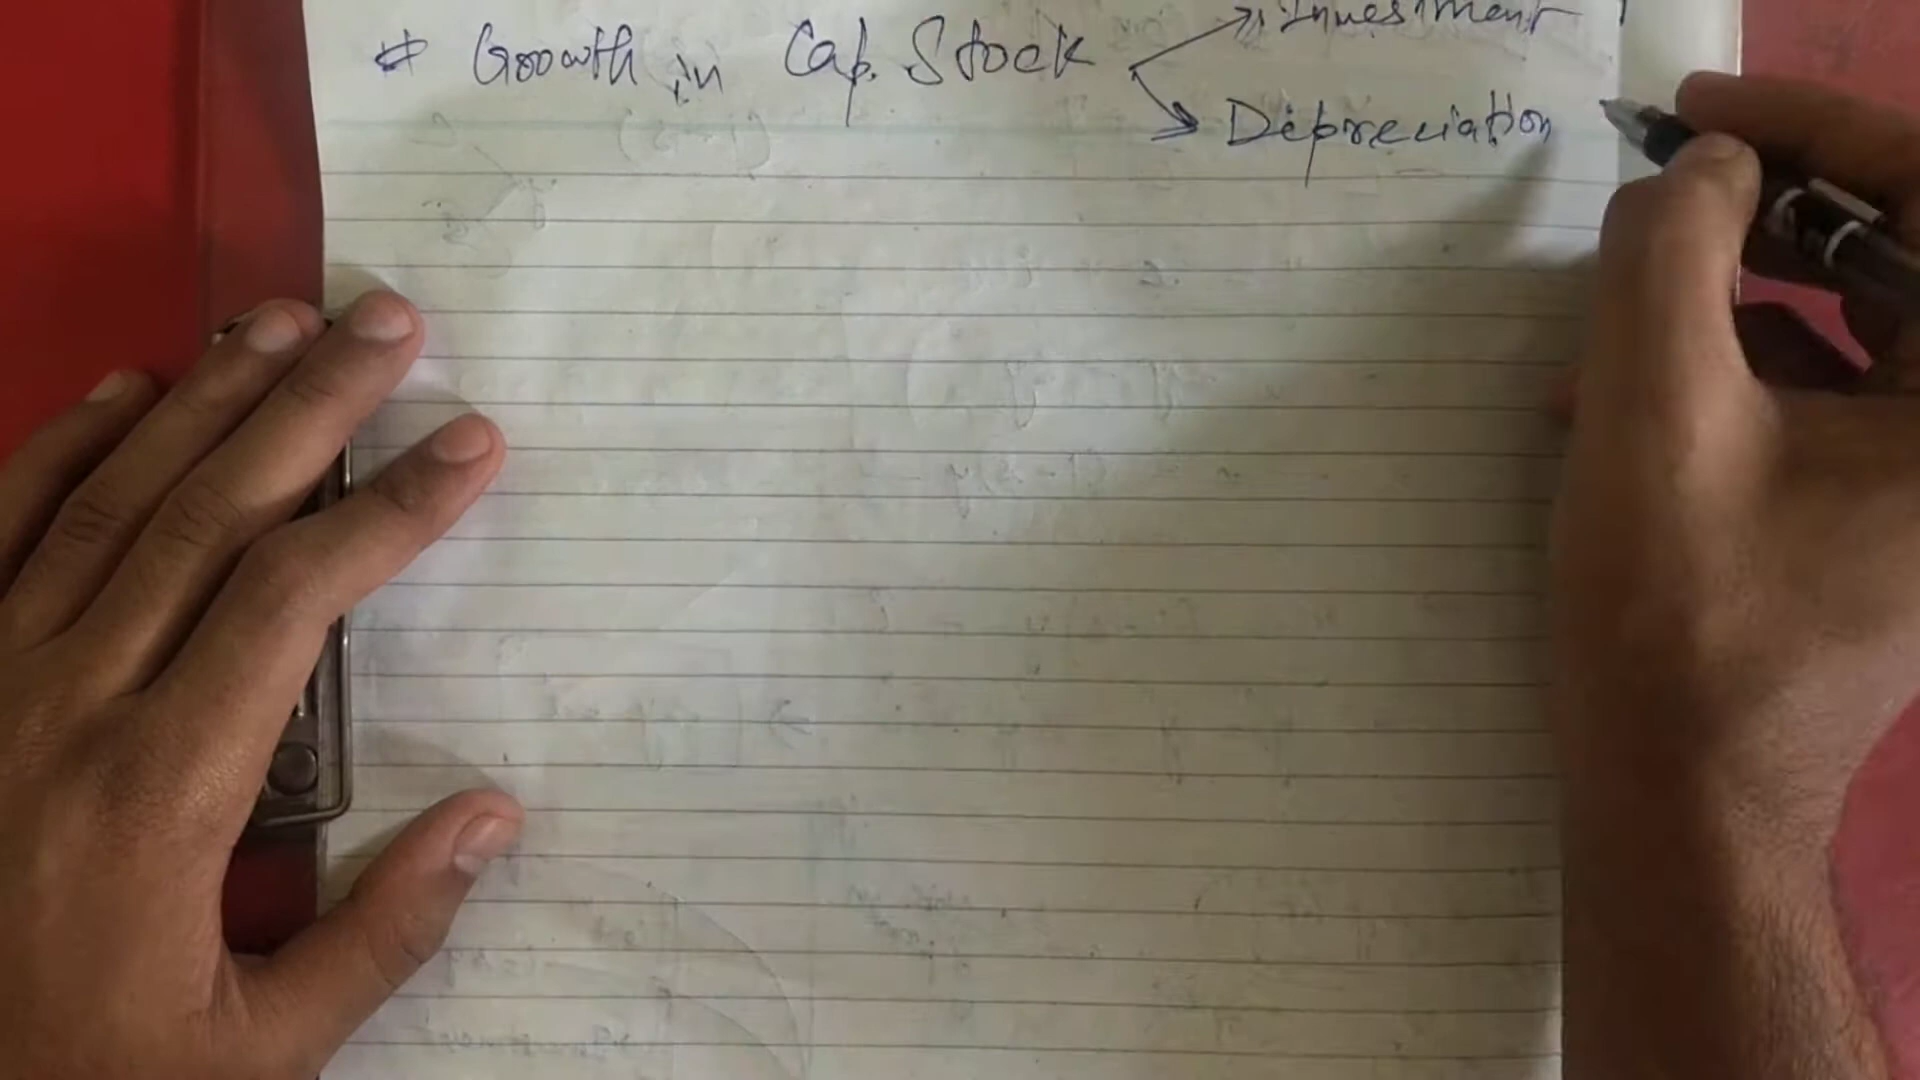 # Growth in Cap. Stock → Investment
→ Depreciation